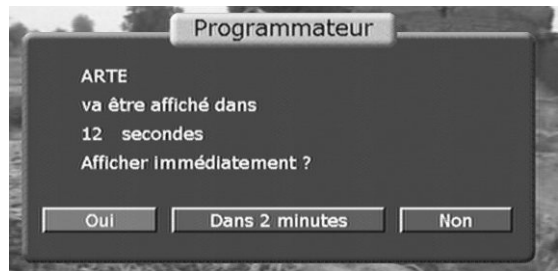 Programmateur
ARTE
va être affiché dans
12 secondes
Afficher immédiatement ?
Oui Dans 2 minutes Non